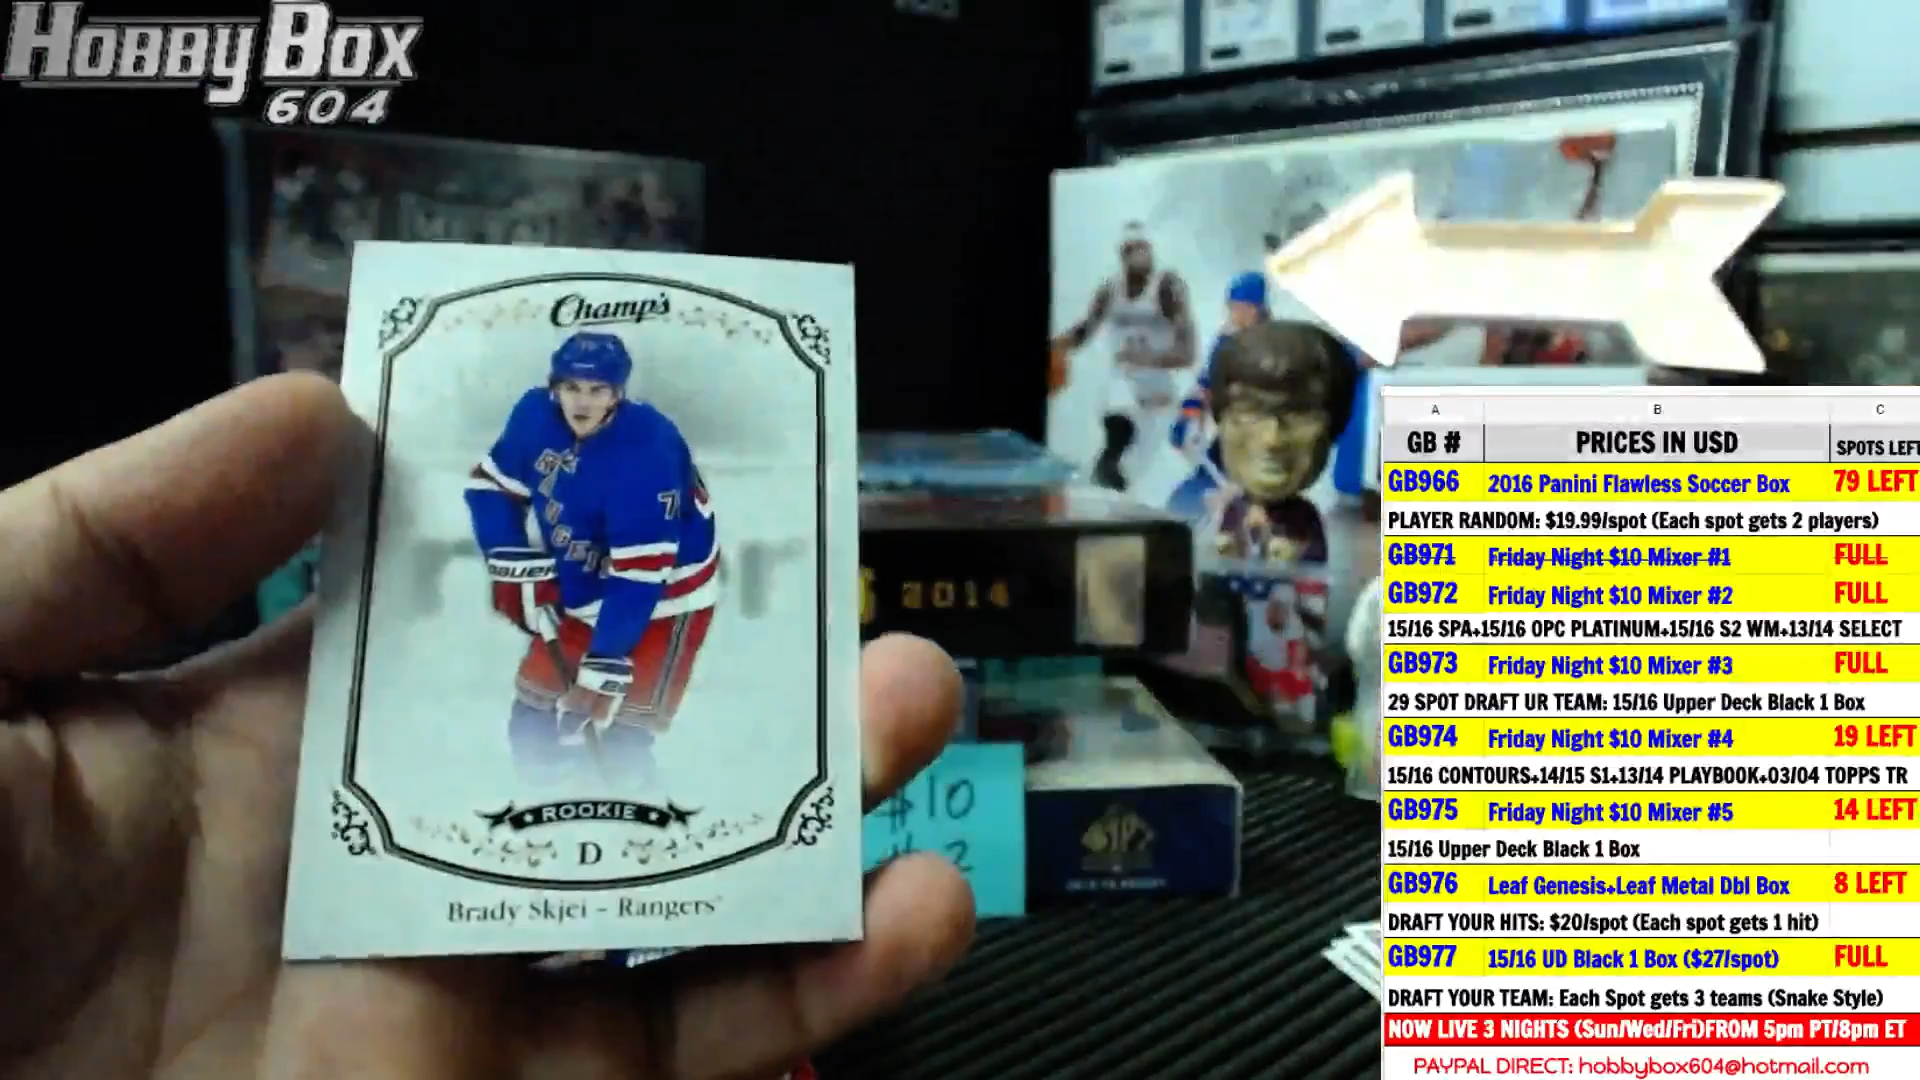 HOBBYBOX
604
Champ's
RANGE
BAUER
7
ROOKIE
D
Brady Skjei - Rangers
2014
#10
A
B
C
GB #
PRICES IN USD
SPOTS LEFT
GB966
2016 Panini Flawless Soccer Box
79 LEFT
PLAYER RANDOM: $19.99/spot (Each spot gets 2 players)
GB971
Friday Night $10 Mixer #1
FULL
GB972
Friday Night $10 Mixer #2
FULL
15/16 SPA+15/16 OPC PLATINUM+15/16 S2 WM+13/14 SELECT
GB973
Friday Night $10 Mixer #3
FULL
29 SPOT DRAFT UR TEAM: 15/16 Upper Deck Black 1 Box
GB974
Friday Night $10 Mixer #4
19 LEFT
15/16 CONTOURS+14/15 S1+13/14 PLAYBOOK+03/04 TOPPS TR
GB975
Friday Night $10 Mixer #5
14 LEFT
15/16 Upper Deck Black 1 Box
GB976
Leaf Genesis+Leaf Metal Dbl Box
8 LEFT
DRAFT YOUR HITS: $20/spot (Each spot gets 1 hit)
GB977
15/16 UD Black 1 Box ($27/spot)
FULL
DRAFT YOUR TEAM: Each Spot gets 3 teams (Snake Style)
NOW LIVE 3 NIGHTS (Sun/Wed/Fri)FROM 5pm PT/8pm ET
PAYPAL DIRECT: hobbybox604@hotmail.com